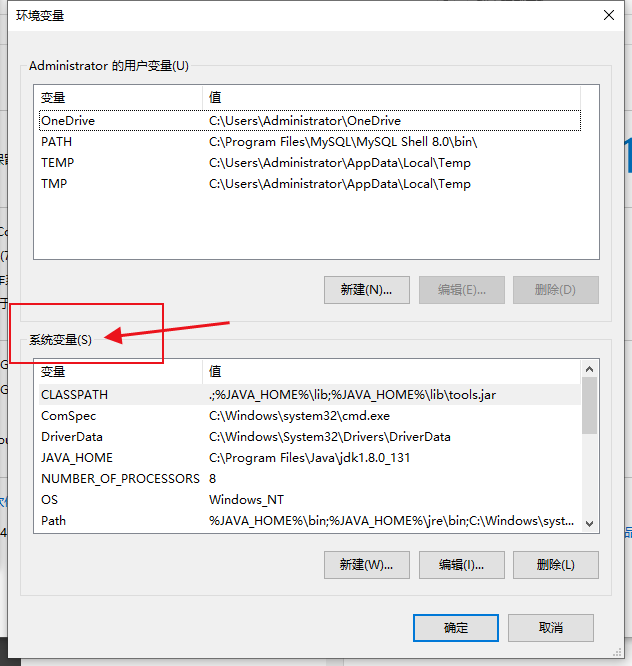 环境变量
Administrator 的用户变量(U)
变量 值
OneDrive C:\Users\Administrator\OneDrive
PATH C:\Program Files\MySQL\MySQL Shell 8.0\bin\
TEMP C:\Users\Administrator\AppData\Local\Temp
TMP C:\Users\Administrator\AppData\Local\Temp
新建(N)... 编辑(E)... 删除(D)
系统变量(S)
变量 值
CLASSPATH .;%JAVA_HOME%\lib;%JAVA_HOME%\lib\tools.jar
ComSpec C:\Windows\system32\cmd.exe
DriverData C:\Windows\System32\Drivers\DriverData
JAVA_HOME C:\Program Files\Java\jdk1.8.0_131
NUMBER_OF_PROCESSORS 8
OS Windows_NT
Path %JAVA_HOME%\bin;%JAVA_HOME%\jre\bin;C:\Windows\syst...
新建(W)... 编辑(I)... 删除(L)
确定 取消